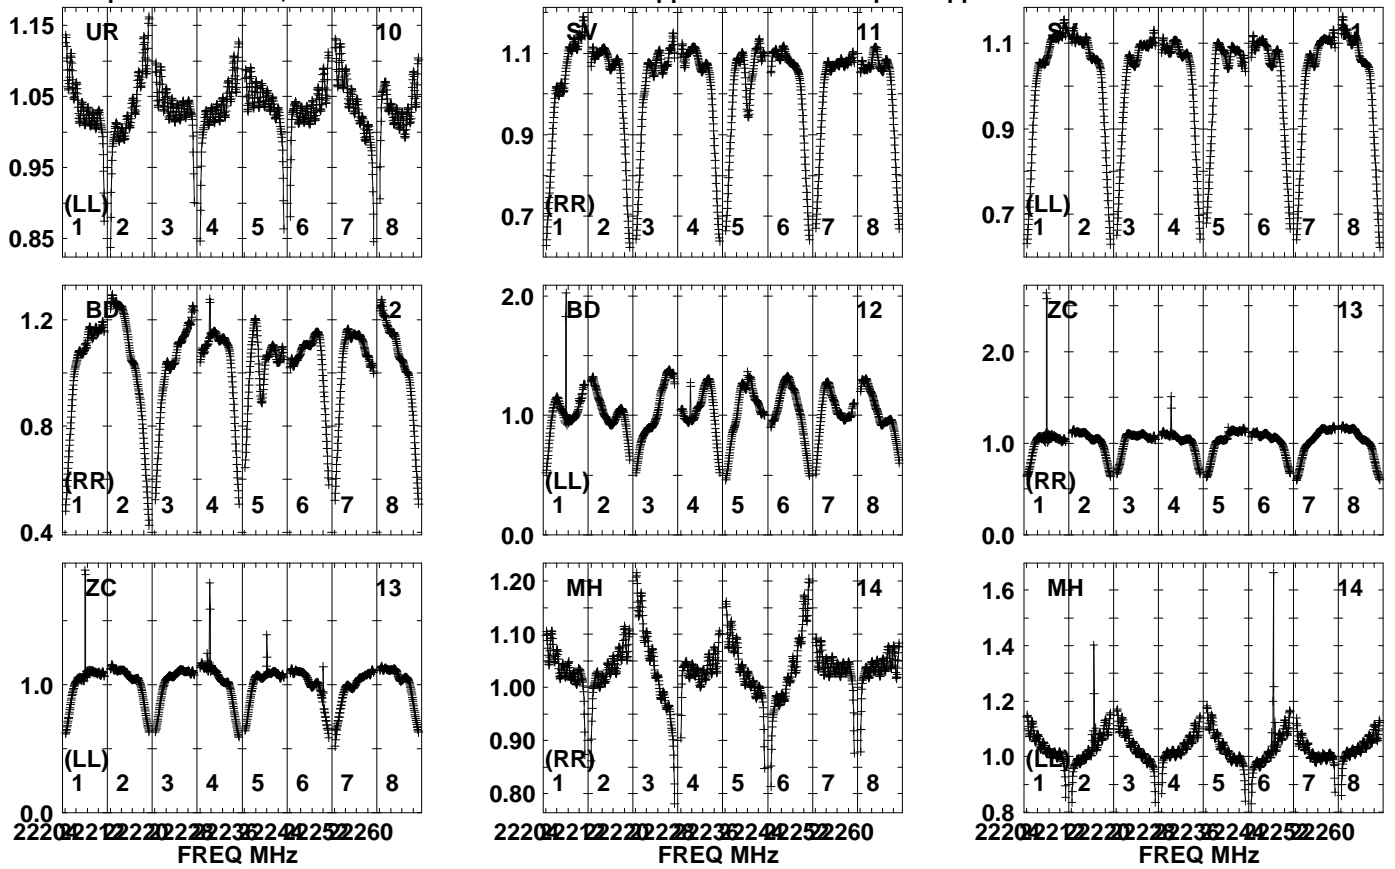 1.15 UR 10
1.10
1.05
0.95
(LL)
0.85
1 2 3 4 5 6 7 8
SV 11
1.1
0.9
0.7
(RR)
1 2 3 4 5 6 7 8
1.1
0.9
0.7
(LL)
1 2 3 4 5 6 7 8
BD
1.2
0.8
0.4
(RR)
1 2 3 4 5 6 7 8
2.0 BD 12
1.0
0.0
(LL)
1 2 3 4 5 6 7 8
ZC 13
2.0
1.0
0.0
(RR)
1 2 3 4 5 6 7 8
ZC 13
1.0
0.0
(LL)
1 2 3 4 5 6 7 8
1.20 MH 14
1.10
1.00
0.90
0.80
(RR)
1 2 3 4 5 6 7 8
1.6 MH 14
1.4
1.2
1.0
0.8
(LL)
1 2 3 4 5 6 7 8
FREQ MHz
FREQ MHz